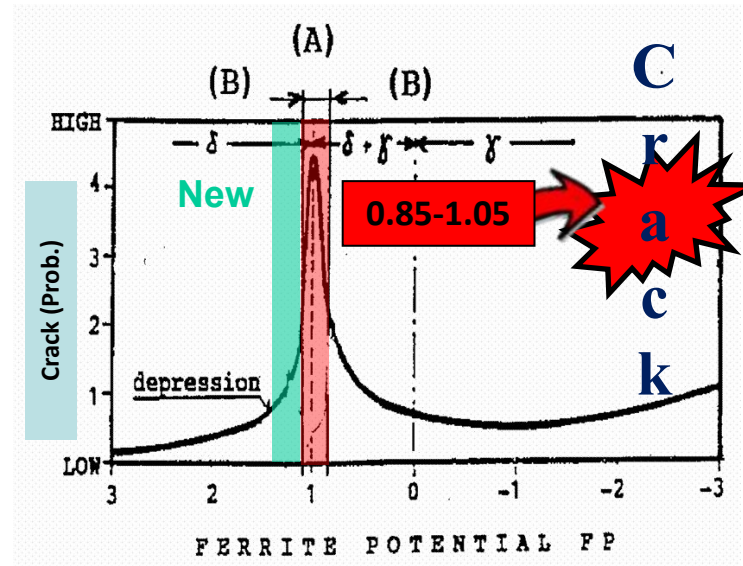 (A)
(B) (B)
HIGH
δ δ + γ γ
4
New
0.85-1.05
3
2
depression
1
LOW
3 2 1 0 -1 -2 -3
FERRITE POTENTIAL FP
Crack (Prob.)
C
r
a
c
k